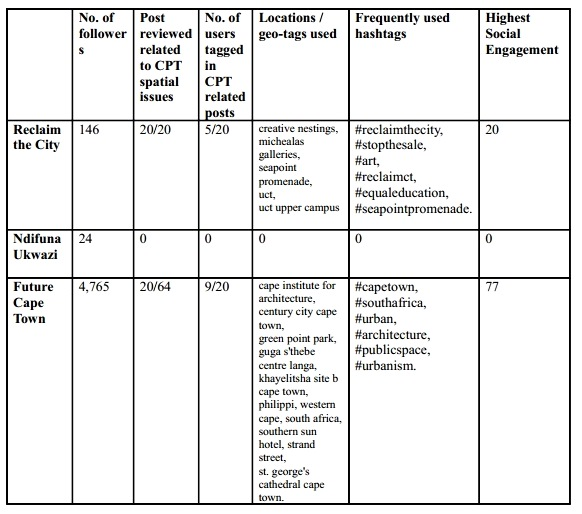 No. of
follower
s
Post
reviewed
related
to CPT
spatial
issues
No. of
users
tagged
in
CPT
related
posts
Locations /
geo-tags used
Frequently used
hashtags
Highest
Social
Engagement
Reclaim
the City
146
20/20
5/20
creative nestings,
michealas
galleries,
seapoint
promenade,
uct,
uct upper campus
#reclaimthecity,
#stopthesale,
#art,
#reclaimct,
#equaleducation,
#seapointpromenade.
20
Ndifuna
Ukwazi
24
0
0
0
0
0
Future
Cape
Town
4,765
20/64
9/20
cape institute for
architecture,
century city cape
town,
green point park,
guga s'thebe
centre langa,
khayelitsha site b
cape town,
philippi, western
cape, south africa,
southern sun
hotel, strand
street,
st. george's
cathedral cape
town.
#capetown,
#southafrica,
#urban,
#architecture,
#publicspace,
#urbanism.
77